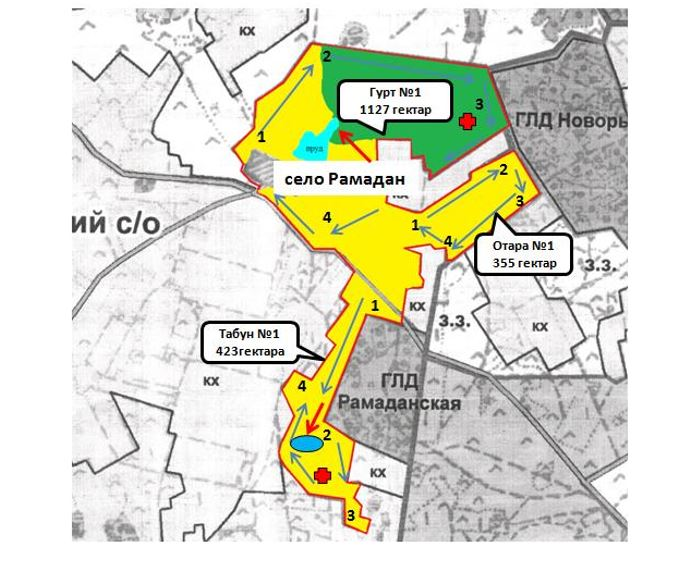 кх
2
Гурт №1
1127 гектар
3
ГЛД Новорь
1
пруд
село Рамадан
кх
2
3
4
1
4
ий с/о
Отара №1
355 гектар
з.з.
1
кх
з.з.
кх
Табун №1
423гектара
кх
4
ГЛД
Рамаданская
2
кх
3